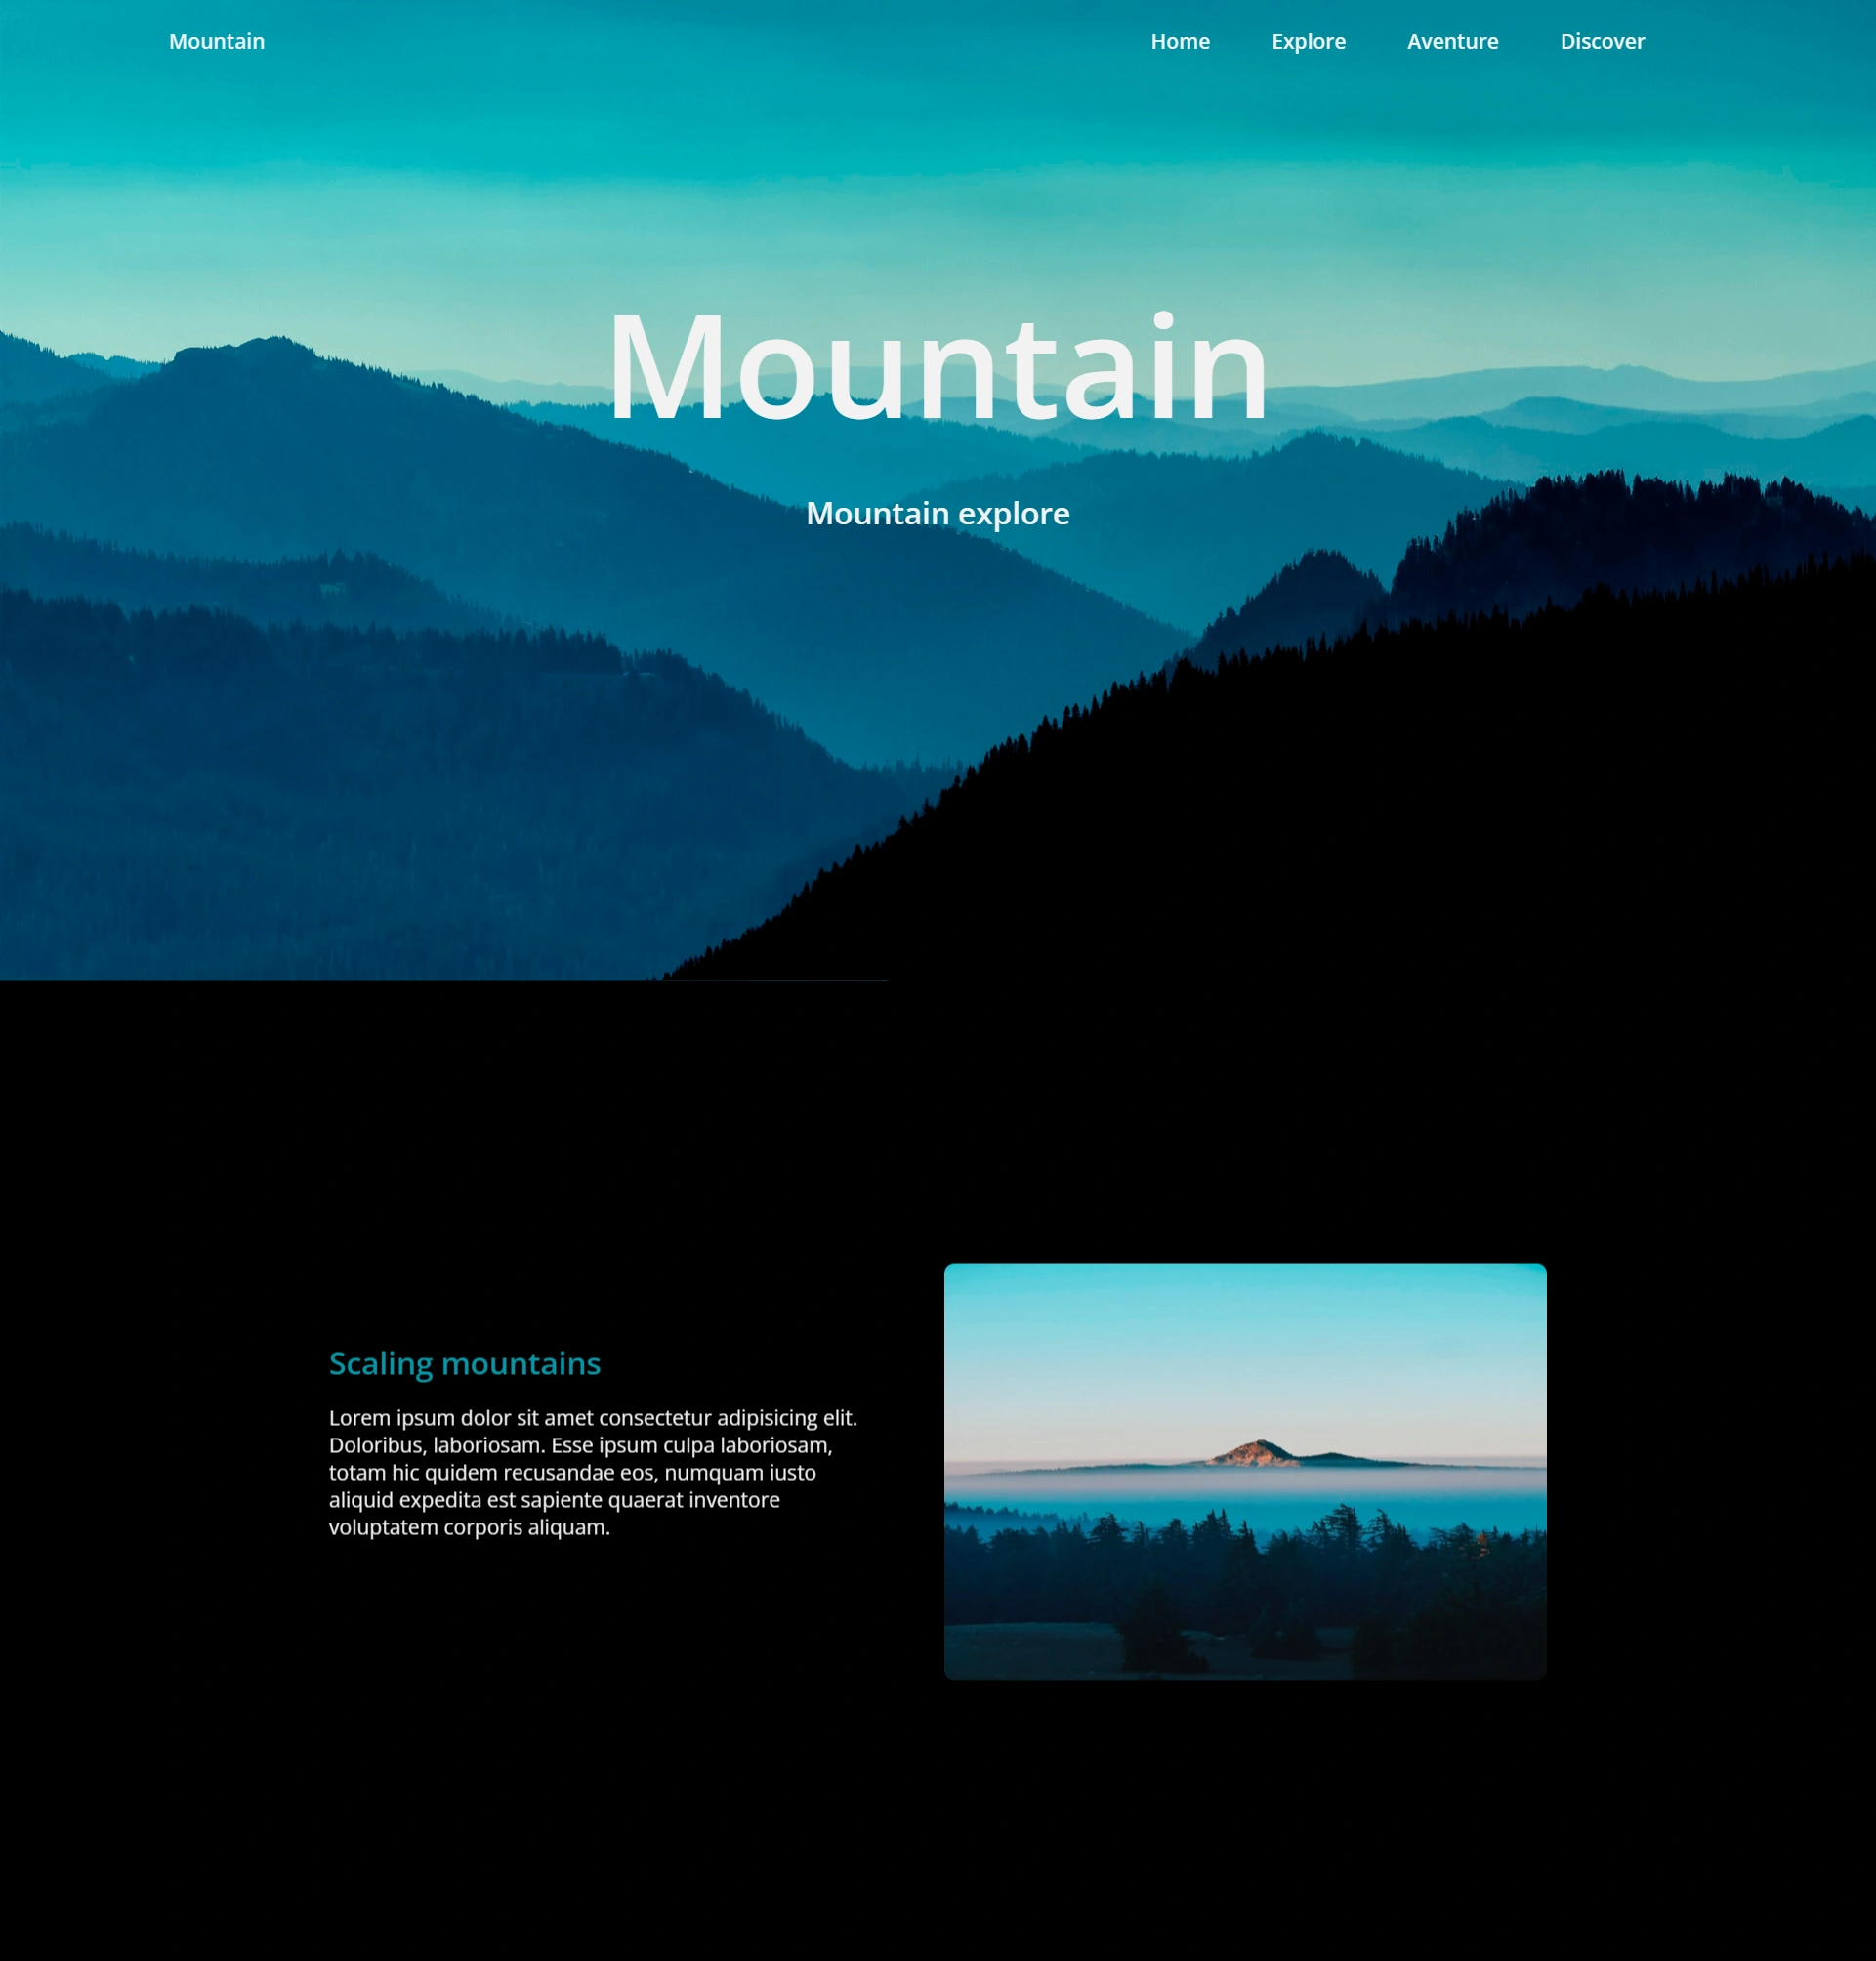 Mountain
Home Explore Aventure Discover
Mountain
Mountain explore
Scaling mountains
Lorem ipsum dolor sit amet consectetur adipisicing elit.
Doloribus, laboriosam. Esse ipsum culpa laboriosam,
totam hic quidem recusandae eos, numquam iusto
aliquid expedita est sapiente quaerat inventore
voluptatem corporis aliquam.